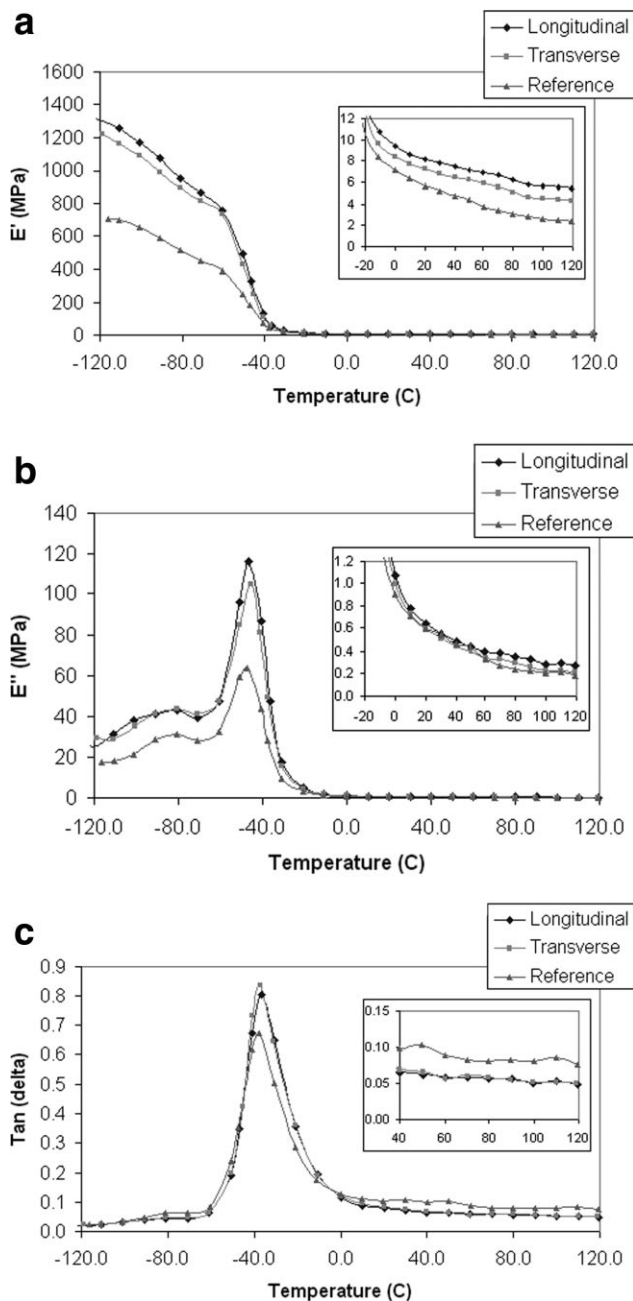 a
Longitudinal
Transverse
Reference
1600
1400
1200
1000
800
600
400
200
0
E' (MPa)
-120.0 -80.0 -40.0 0.0 40.0 80.0 120.0
Temperature (C)
12
10
8
6
4
2
0
-20 0 20 40 60 80 100 120
b
Longitudinal
Transverse
Reference
140
120
100
80
60
40
20
0
E'' (MPa)
-120.0 -80.0 -40.0 0.0 40.0 80.0 120.0
Temperature (C)
1.2
1.0
0.8
0.6
0.4
0.2
0.0
-20 0 20 40 60 80 100 120
c
Longitudinal
Transverse
Reference
0.9
0.8
0.7
0.6
0.5
0.4
0.3
0.2
0.1
0.0
Tan (delta)
-120.0 -80.0 -40.0 0.0 40.0 80.0 120.0
Temperature (C)
0.15
0.10
0.05
0.00
40 60 80 100 120